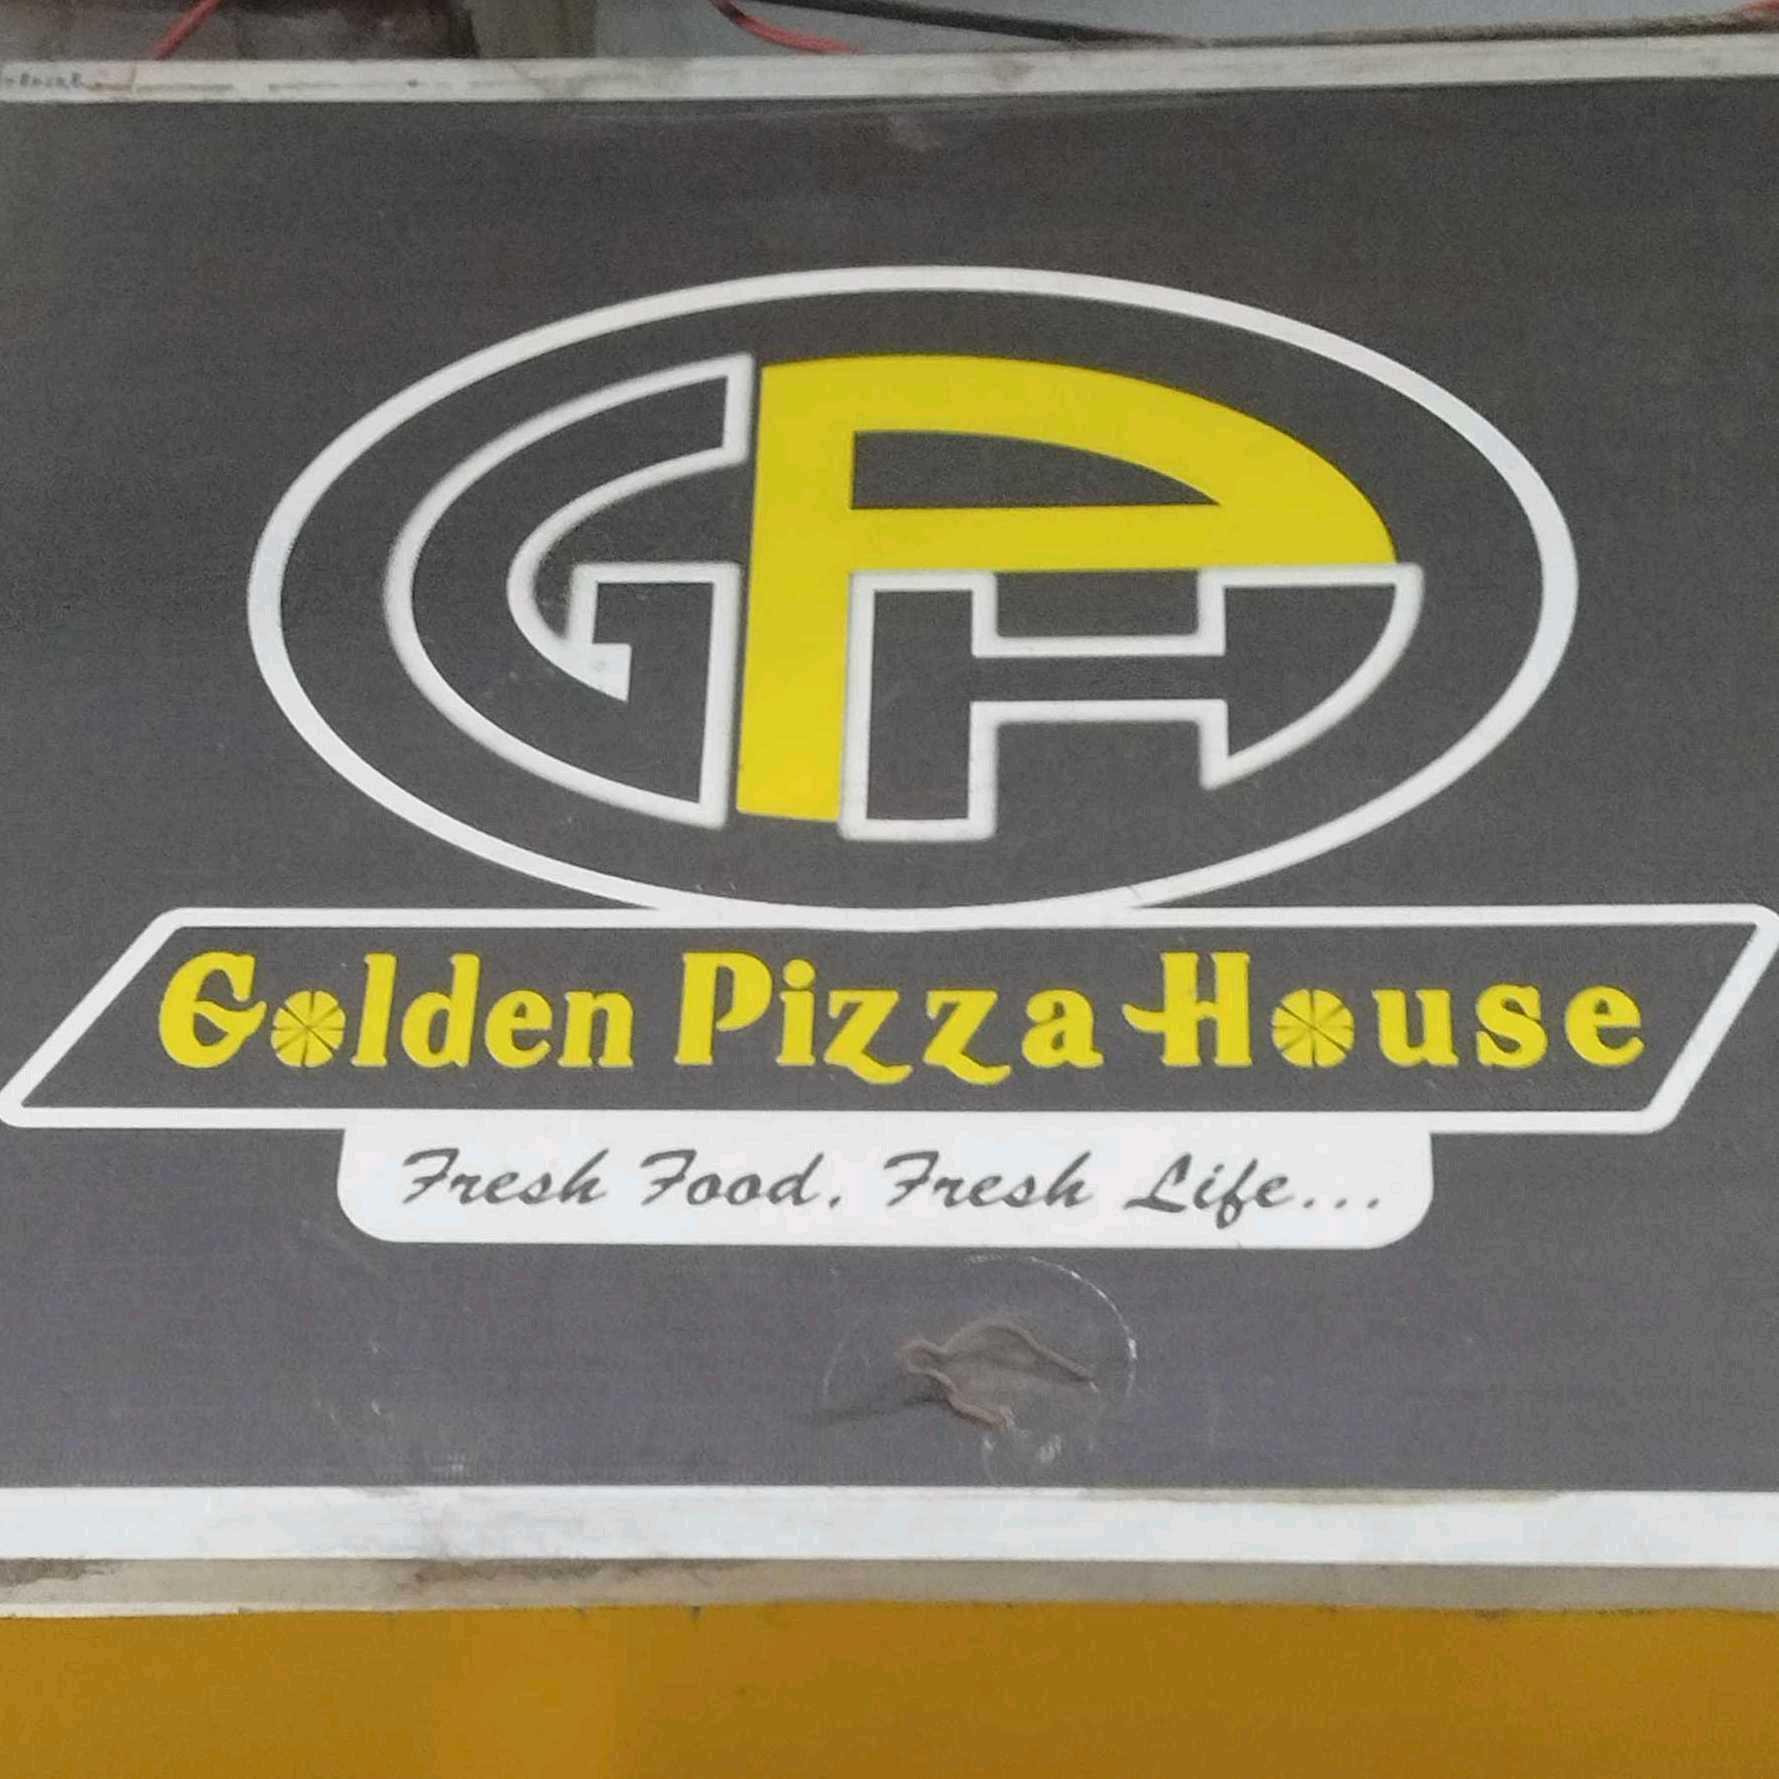 GPH
Golden Pizza House
Fresh Food. Fresh Life...